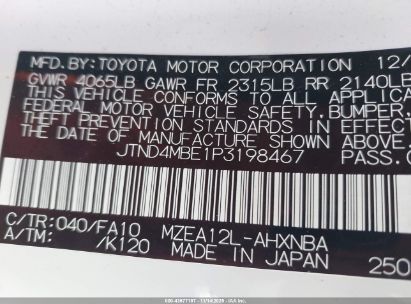 MFD.BY:TOYOTA MOTOR CORPORATION 12/
GVWR 4065LB GAWR FR 2315LB RR 2140LB
THIS VEHICLE CONFORMS TO ALL APPLICA
FEDERAL MOTOR VEHICLE SAFETY, BUMPER,
THEFT PREVENTION STANDARDS IN EFFECT
THE DATE OF MANUFACTURE SHOWN ABOVE.
JTND4MBE1P3198467 PASS.C
C/TR:040/FA10 MZEA12L-AHXNBA
A/TM: /K120 MADE IN JAPAN 250